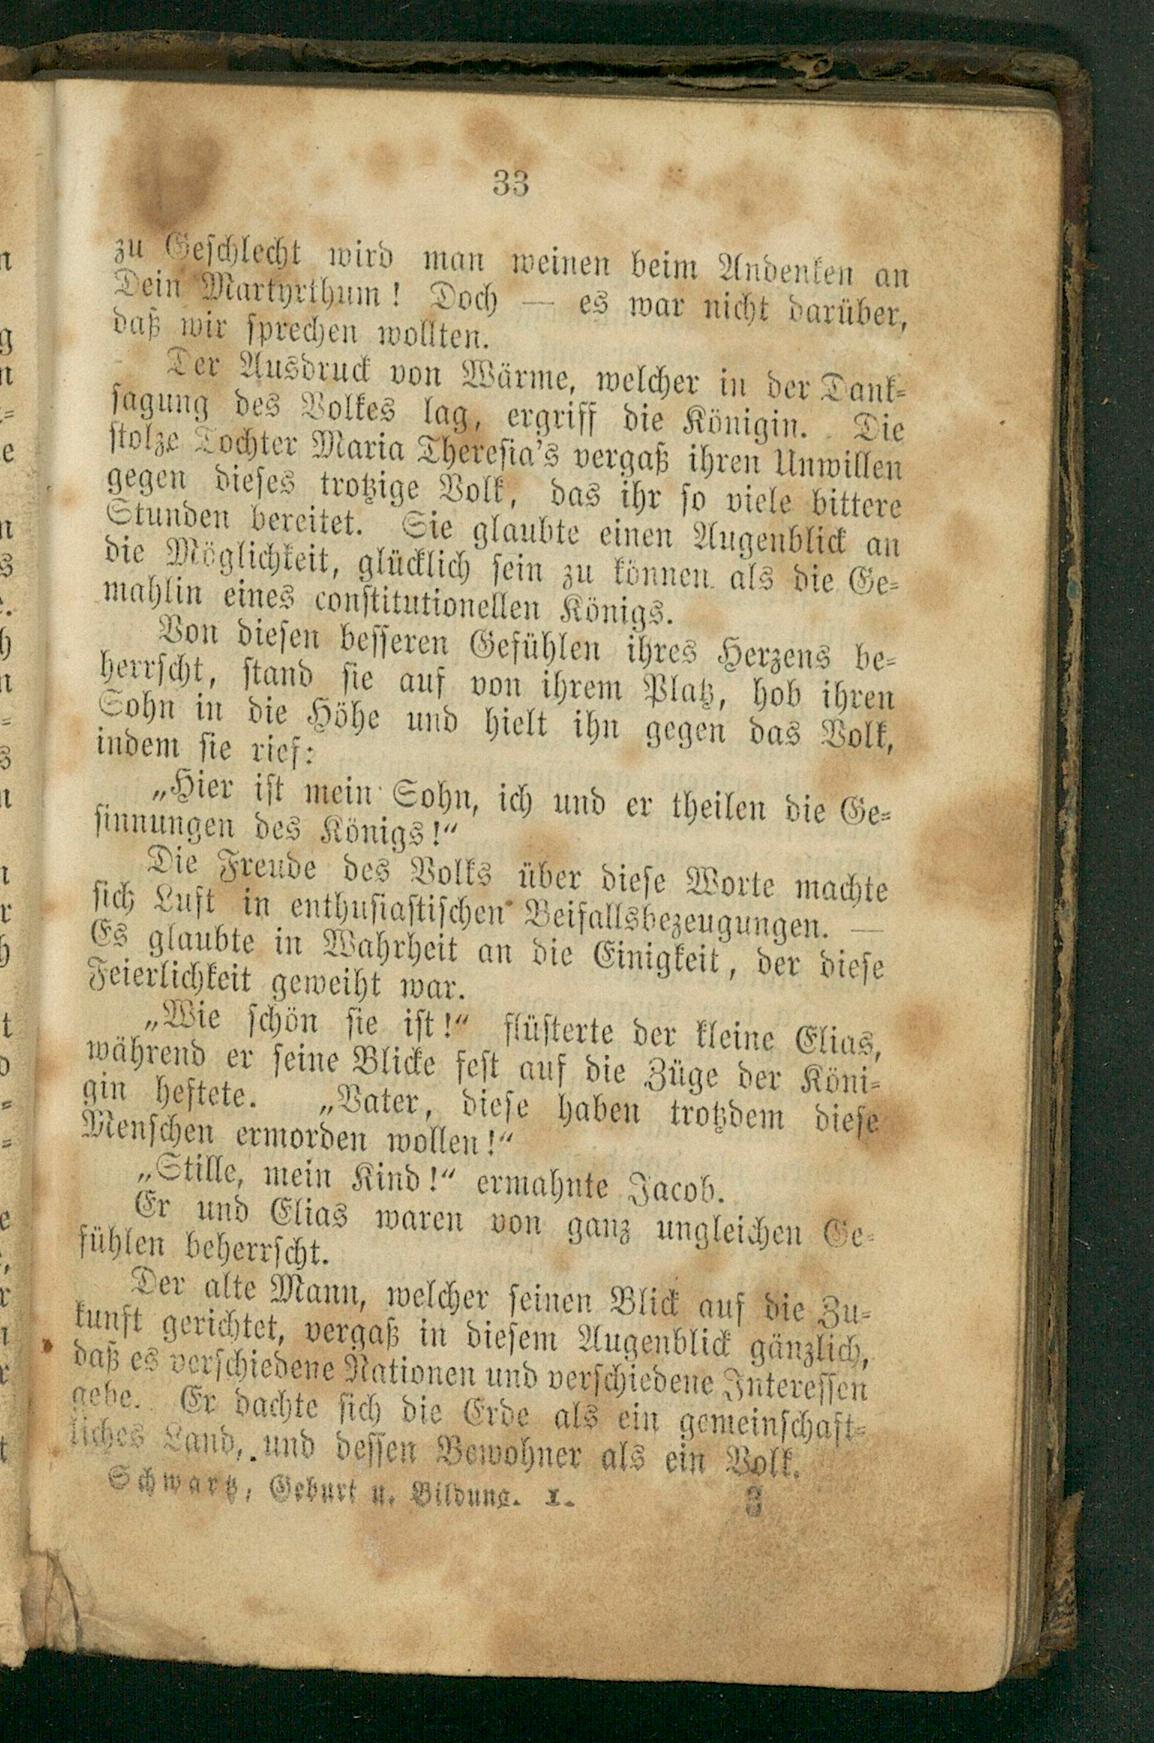 33
zu Geschlecht wird man weinen beim Andenken an
Dein Martyrthum! Doch — es war nicht darüber,
daß wir sprechen wollten.
Der Ausdruck von Wärme, welcher in der Dank-
sagung des Volkes lag, ergriff die Königin. Die
stolze Tochter Maria Theresia's vergaß ihren Unwillen
gegen dieses trotzige Volk, das ihr so viele bittere
Stunden bereitet. Sie glaubte einen Augenblick an
die Möglichkeit, glücklich sein zu können als die Ge-
mahlin eines constitutionellen Königs.
Von diesen besseren Gefühlen ihres Herzens be-
herrscht, stand sie auf von ihrem Platz, hob ihren
Sohn in die Höhe und hielt ihn gegen das Volk,
indem sie rief:
„Hier ist mein Sohn, ich und er theilen die Ge-
sinnungen des Königs!“
Die Freude des Volks über diese Worte machte
sich Luft in enthusiastischen Beifallsbezeugungen. —
Es glaubte in Wahrheit an die Einigkeit, der diese
Feierlichkeit geweiht war.
„Wie schön sie ist!“ flüsterte der kleine Elias,
während er seine Blicke fest auf die Züge der Köni-
gin heftete. „Vater, diese haben trotzdem diese
Menschen ermorden wollen!“
„Stille, mein Kind!“ ermahnte Jacob.
Er und Elias waren von ganz ungleichen Ge-
fühlen beherrscht.
Der alte Mann, welcher seinen Blick auf die Zu-
kunft gerichtet, vergaß in diesem Augenblick gänzlich,
daß es verschiedene Nationen und verschiedene Interessen
gebe. Er dachte sich die Erde als ein gemeinschaft-
liches Land, und dessen Bewohner als ein Volk.
Schwartz, Geburt u. Bildung. I. 3